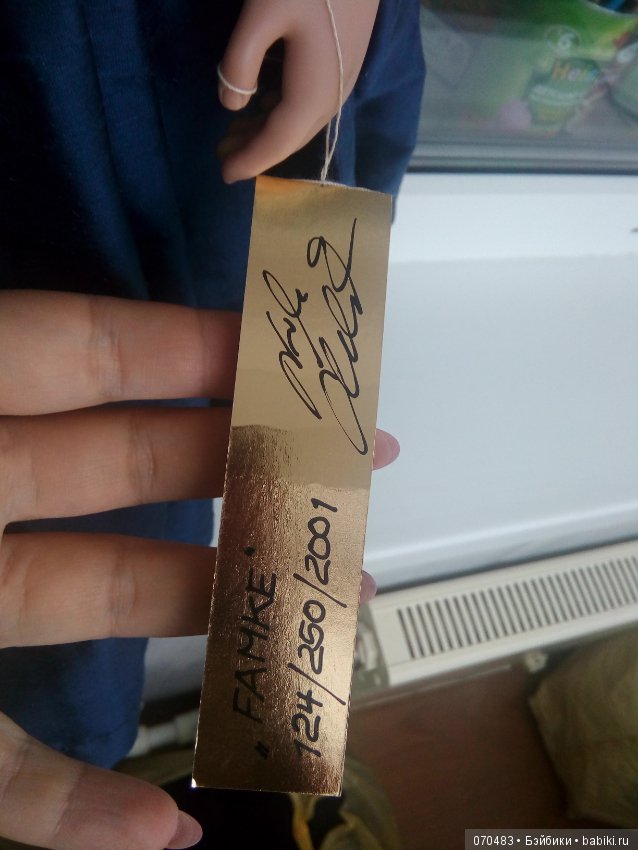 „FAMKE“
124/250/2001
070483 • Бэйбики • babiki.ru